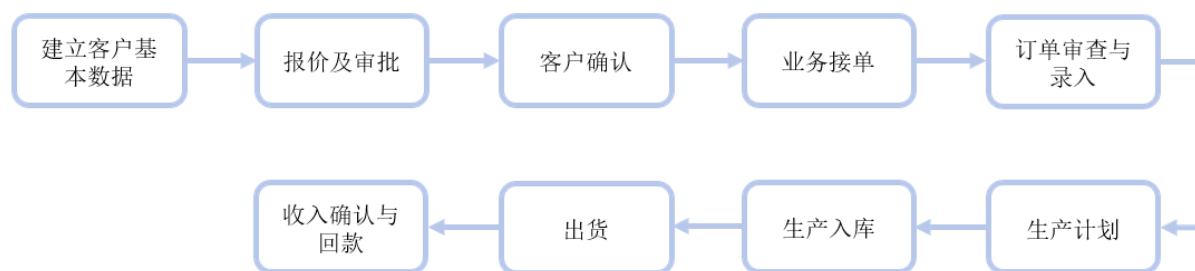 建立客户基
本数据
报价及审批
客户确认
业务接单
订单审查与
录入
生产计划
生产入库
出货
收入确认与
回款